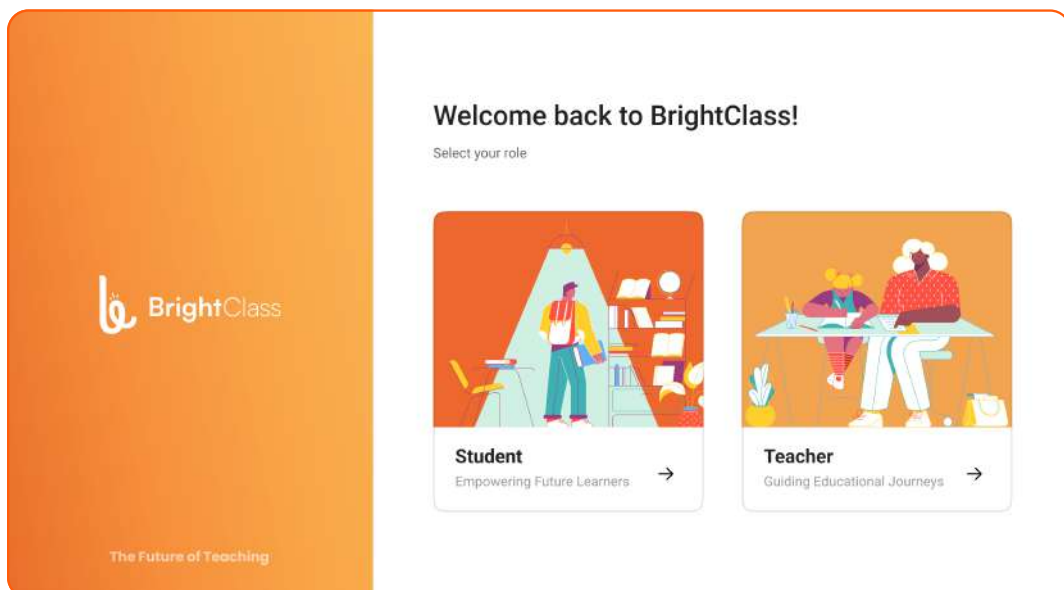 BrightClass
The Future of Teaching
Welcome back to BrightClass!
Select your role
Student
Empowering Future Learners
Teacher
Guiding Educational Journeys